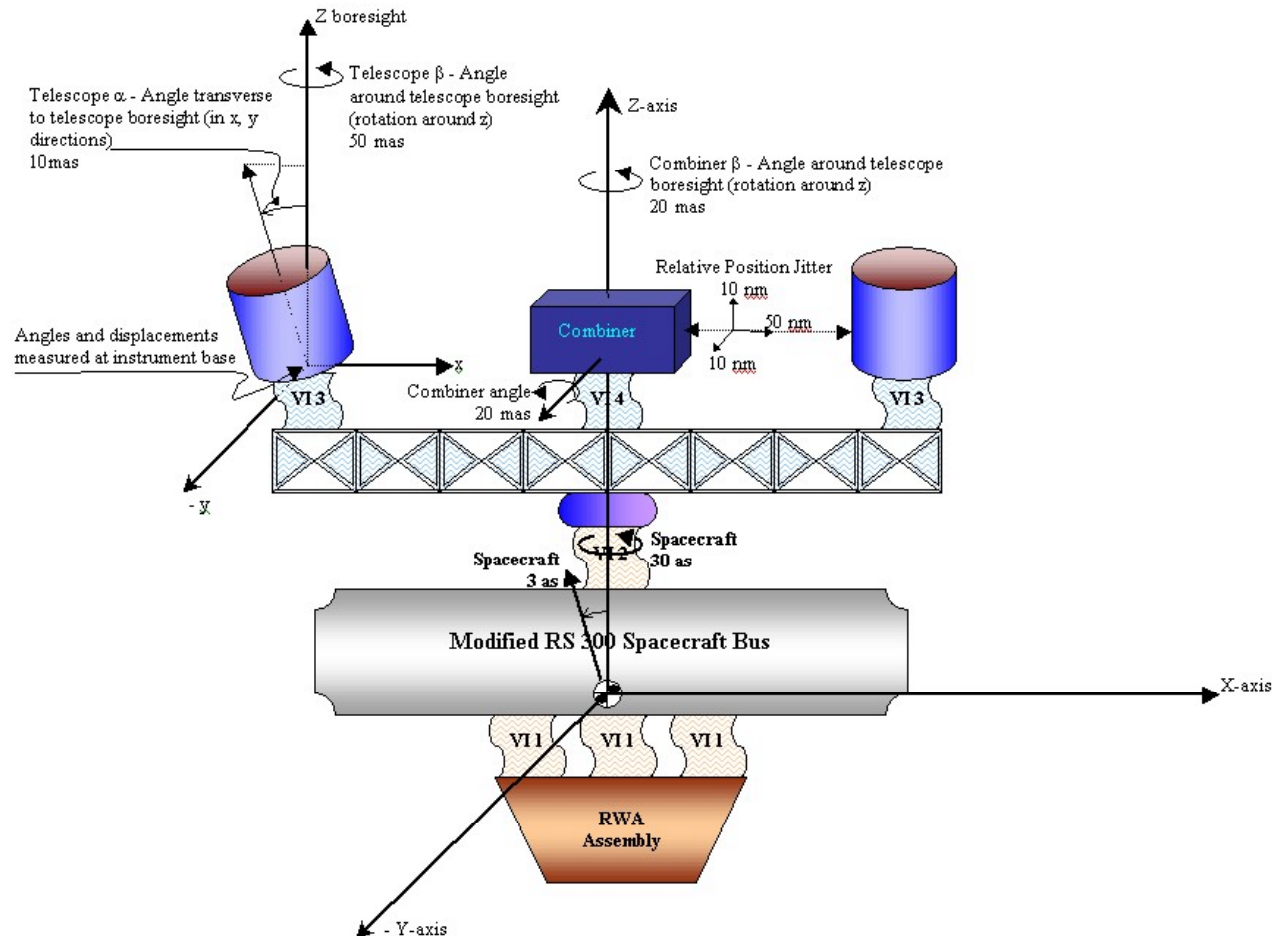 Z boresight
Telescope β - Angle
around telescope boresight
(rotation around z)
50 mas
Telescope α - Angle transverse
to telescope boresight (in x, y
directions)
10mas
Z-axis
Combiner β - Angle around telescope
boresight (rotation around z)
20 mas
Relative Position Jitter
10 nm
50 nm
10 nm
Combiner
Angles and displacements
measured at instrument base
x
Combiner angle
20 mas
VI 3
VI 4
VI 3
- y
VI 2
Spacecraft
30 as
Spacecraft
3 as
Modified RS 300 Spacecraft Bus
X-axis
VI 1
VI 1
VI 1
RWA
Assembly
- Y-axis